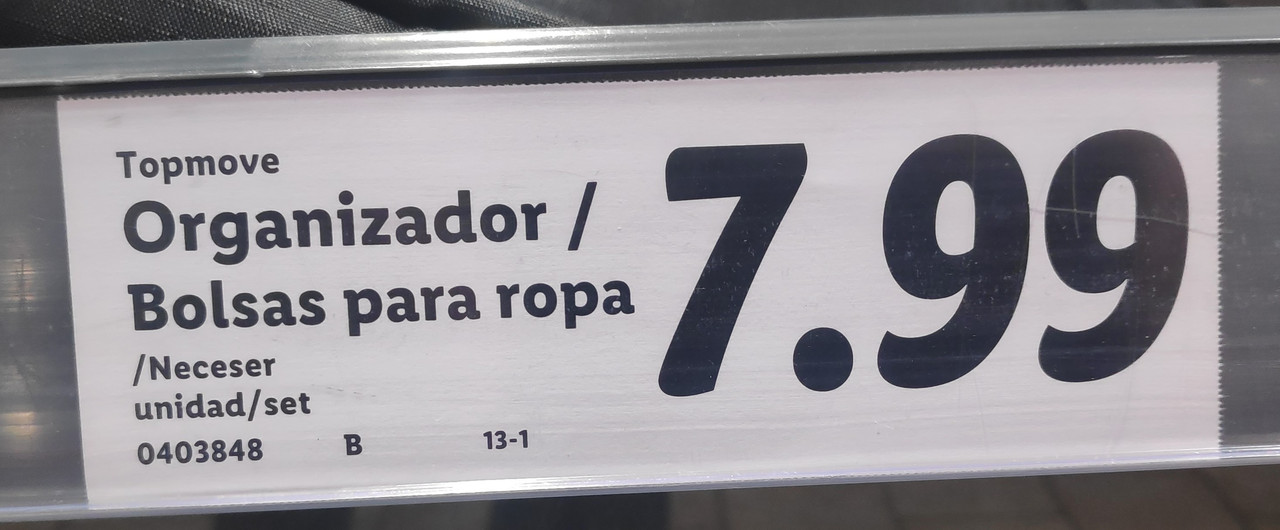 Topmove
Organizador /
Bolsas para ropa
/Neceser
unidad/set
0403848 B 13-1
7.99